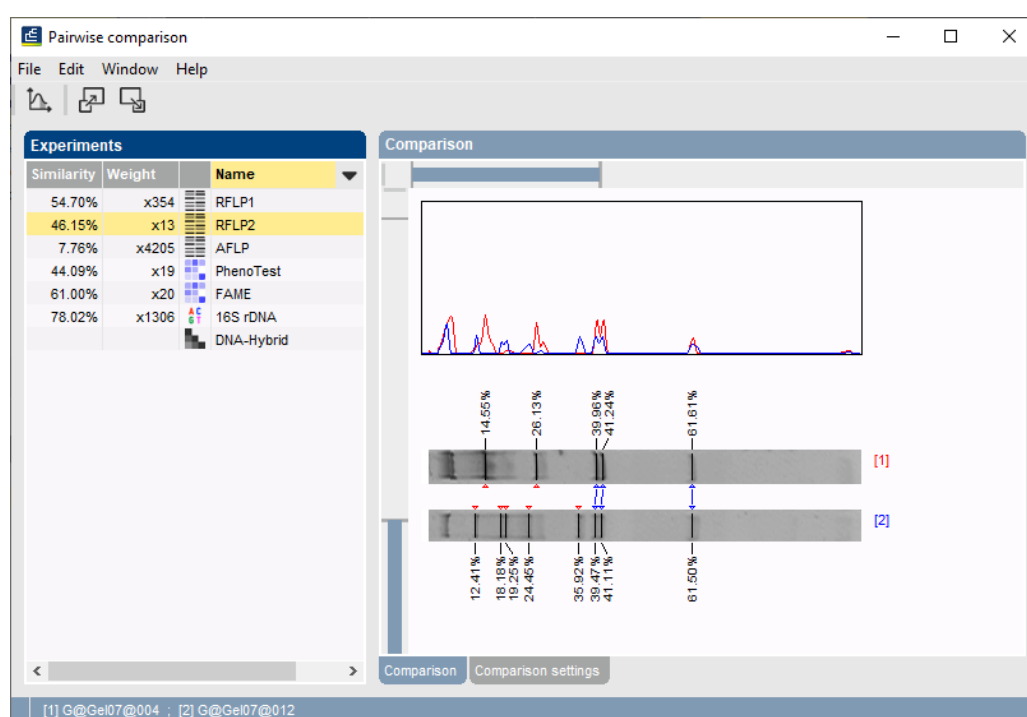 Pairwise comparison
File Edit Window Help
Experiments
Similarity Weight Name
54.70% x354 RFLP1
46.15% x13 RFLP2
7.76% x4205 AFLP
44.09% x19 PhenoTest
61.00% x20 FAME
78.02% x1306 ACGT 16S rDNA
DNA-Hybrid
Comparison
14.55% 26.13% 39.96% 41.24% 61.61%
[1]
[2]
12.41% 18.18% 19.25% 24.45% 35.92% 39.47% 41.11% 61.50%
Comparison Comparison settings
[1] G@Gel07@004 ; [2] G@Gel07@012